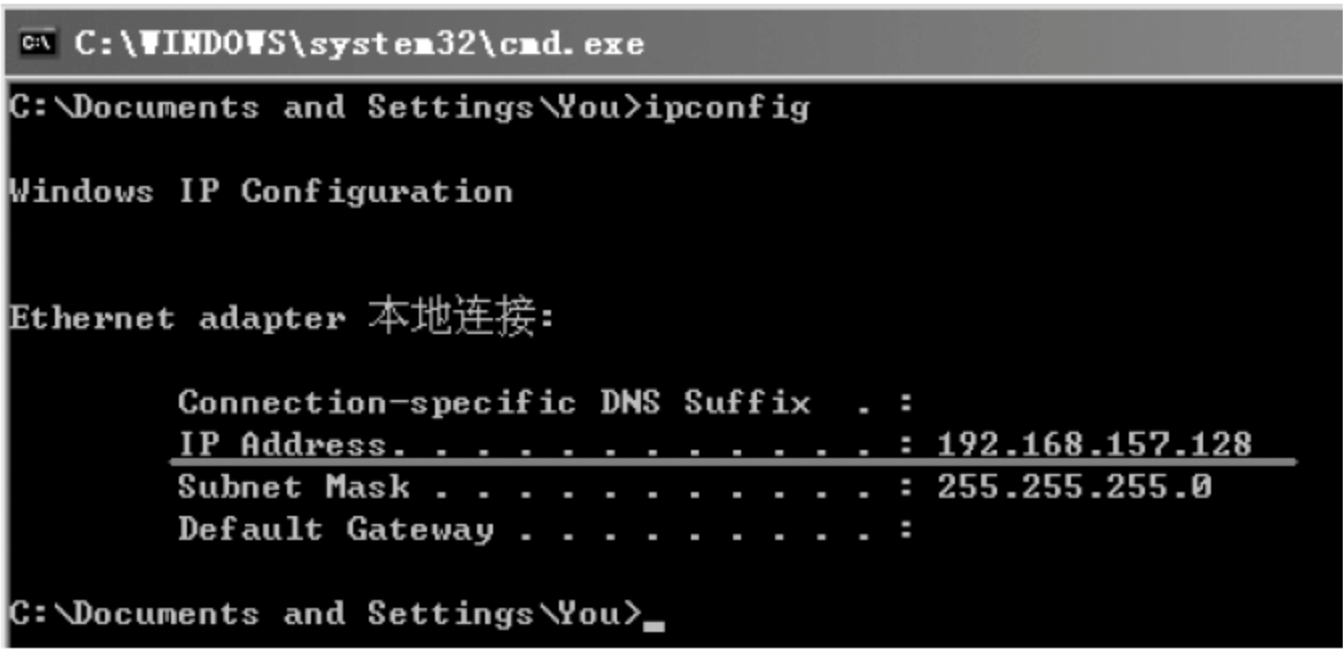 C:\WINDOWS\system32\cmd.exe
C:\Documents and Settings\You>ipconfig
Windows IP Configuration
Ethernet adapter 本地连接:
Connection-specific DNS Suffix  . :
IP Address. . . . . . . . . . . . : 192.168.157.128
Subnet Mask . . . . . . . . . . . : 255.255.255.0
Default Gateway . . . . . . . . . :
C:\Documents and Settings\You>_